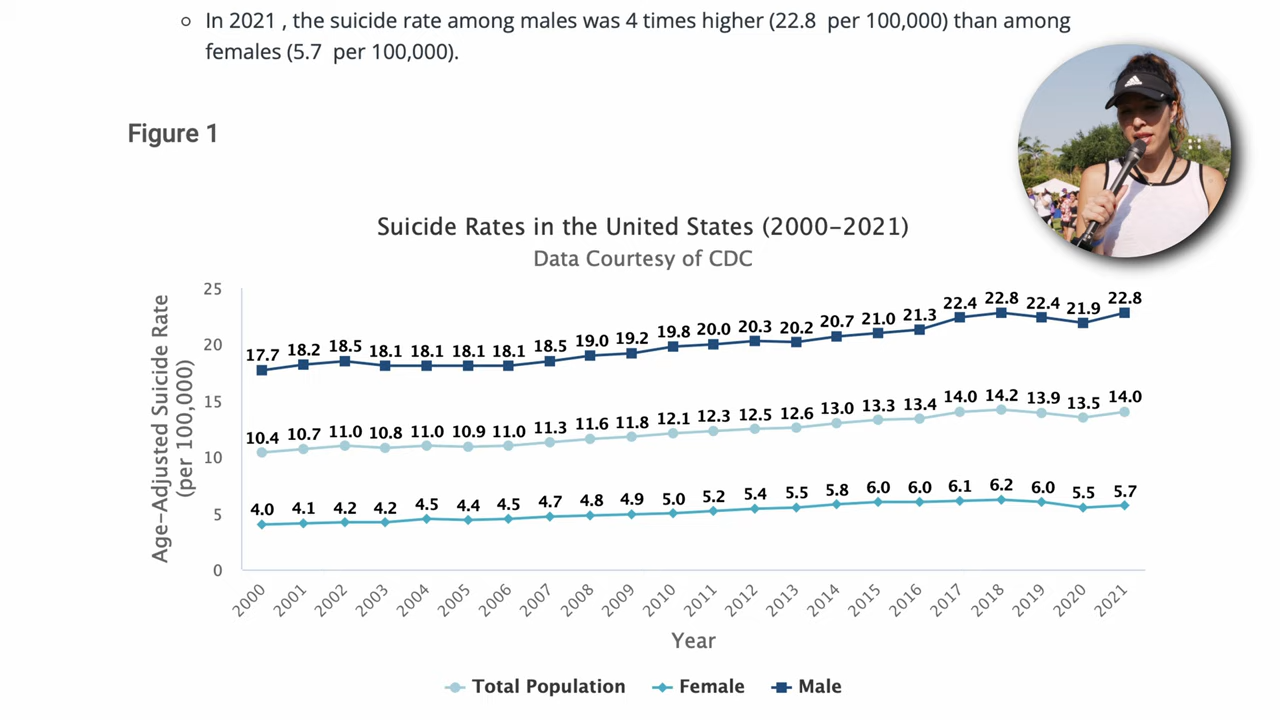 In 2021 , the suicide rate among males was 4 times higher (22.8  per 100,000) than among
females (5.7  per 100,000).
Figure 1
Suicide Rates in the United States (2000–2021)
Data Courtesy of CDC
Age-Adjusted Suicide Rate
(per 100,000)
25
20
15
10
5
0
17.7 18.2 18.5 18.1 18.1 18.1 18.1 18.5 19.0 19.2 19.8 20.0 20.3 20.2 20.7 21.0 21.3 22.4 22.8 22.4 21.9 22.8
10.4 10.7 11.0 10.8 11.0 10.9 11.0 11.3 11.6 11.8 12.1 12.3 12.5 12.6 13.0 13.3 13.4 14.0 14.2 13.9 13.5 14.0
4.0 4.1 4.2 4.2 4.5 4.4 4.5 4.7 4.8 4.9 5.0 5.2 5.4 5.5 5.8 6.0 6.0 6.1 6.2 6.0 5.5 5.7
2000 2001 2002 2003 2004 2005 2006 2007 2008 2009 2010 2011 2012 2013 2014 2015 2016 2017 2018 2019 2020 2021
Year
Total Population Female Male